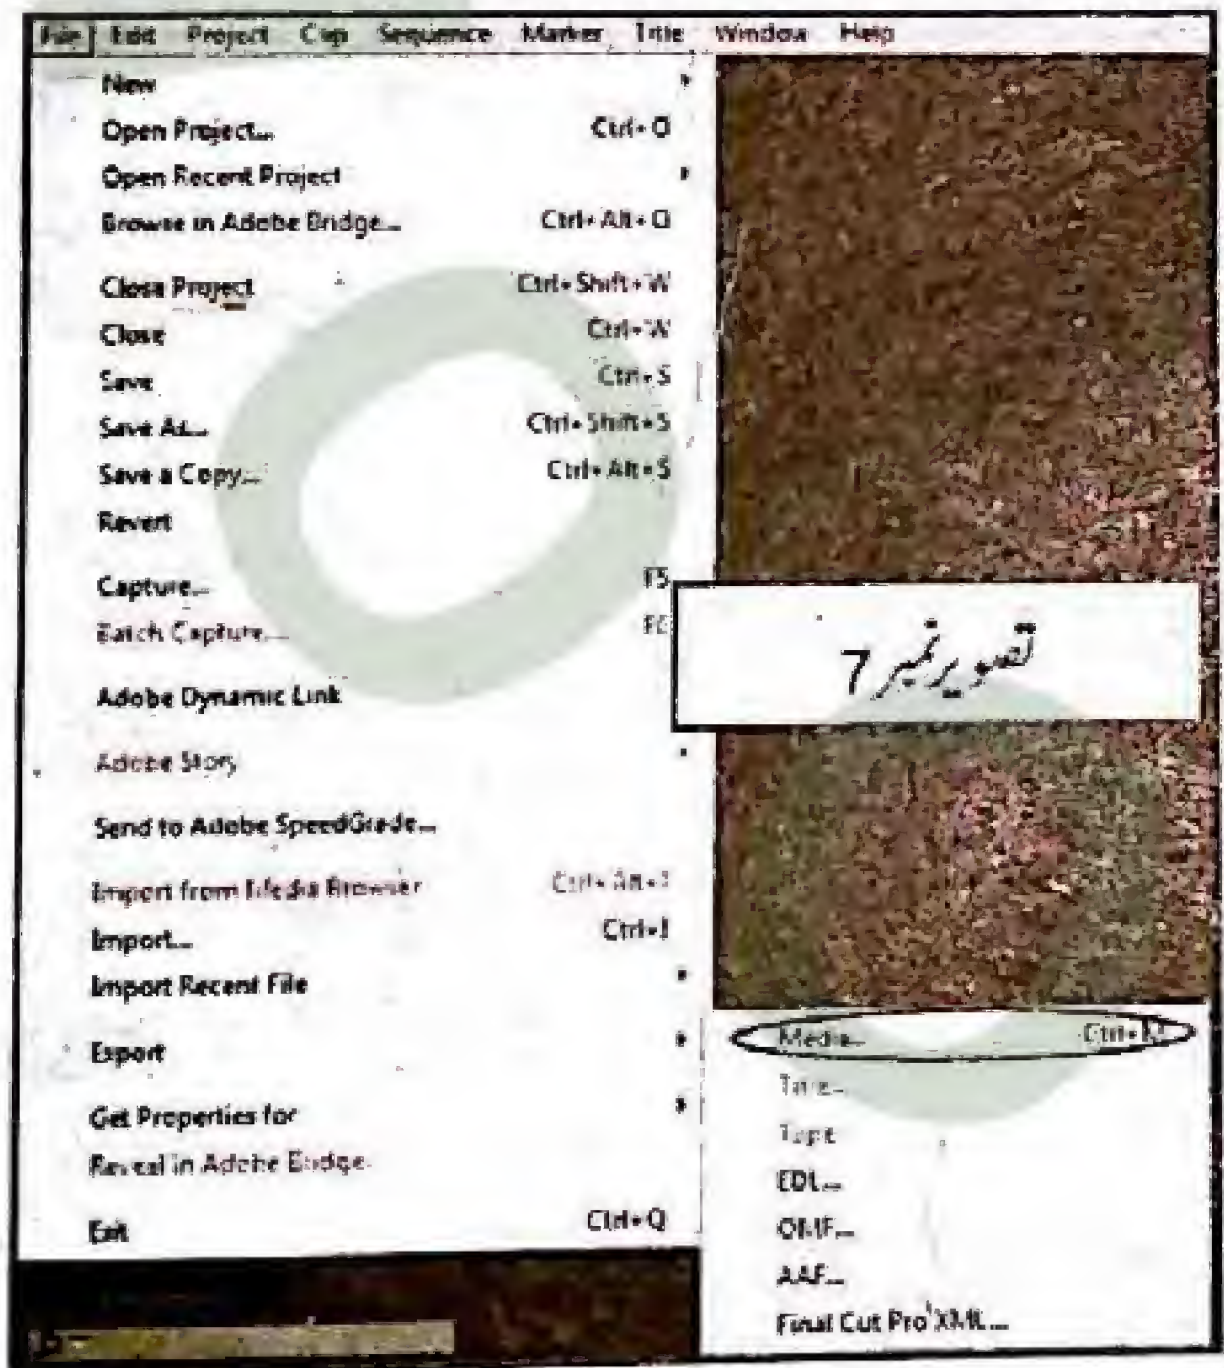 File Edit Project Clip Sequence Marker Title Window Help
New
Open Project... Ctrl+O
Open Recent Project
Browse in Adobe Bridge... Ctrl+Alt+O
Close Project Ctrl+Shift+W
Close Ctrl+W
Save Ctrl+S
Save As... Ctrl+Shift+S
Save a Copy... Ctrl+Alt+S
Revert
Capture... F5
Batch Capture...
Adobe Dynamic Link
Adobe Story
Send to Adobe SpeedGrade...
Import from Media Browser Ctrl+Alt+I
Import... Ctrl+I
Import Recent File
Export
Get Properties for
Reveal in Adobe Bridge...
Exit Ctrl+Q
تصویر نمبر 7
Media... Ctrl+M
Title...
Tape
EDL...
OMF...
AAF...
Final Cut Pro XML...